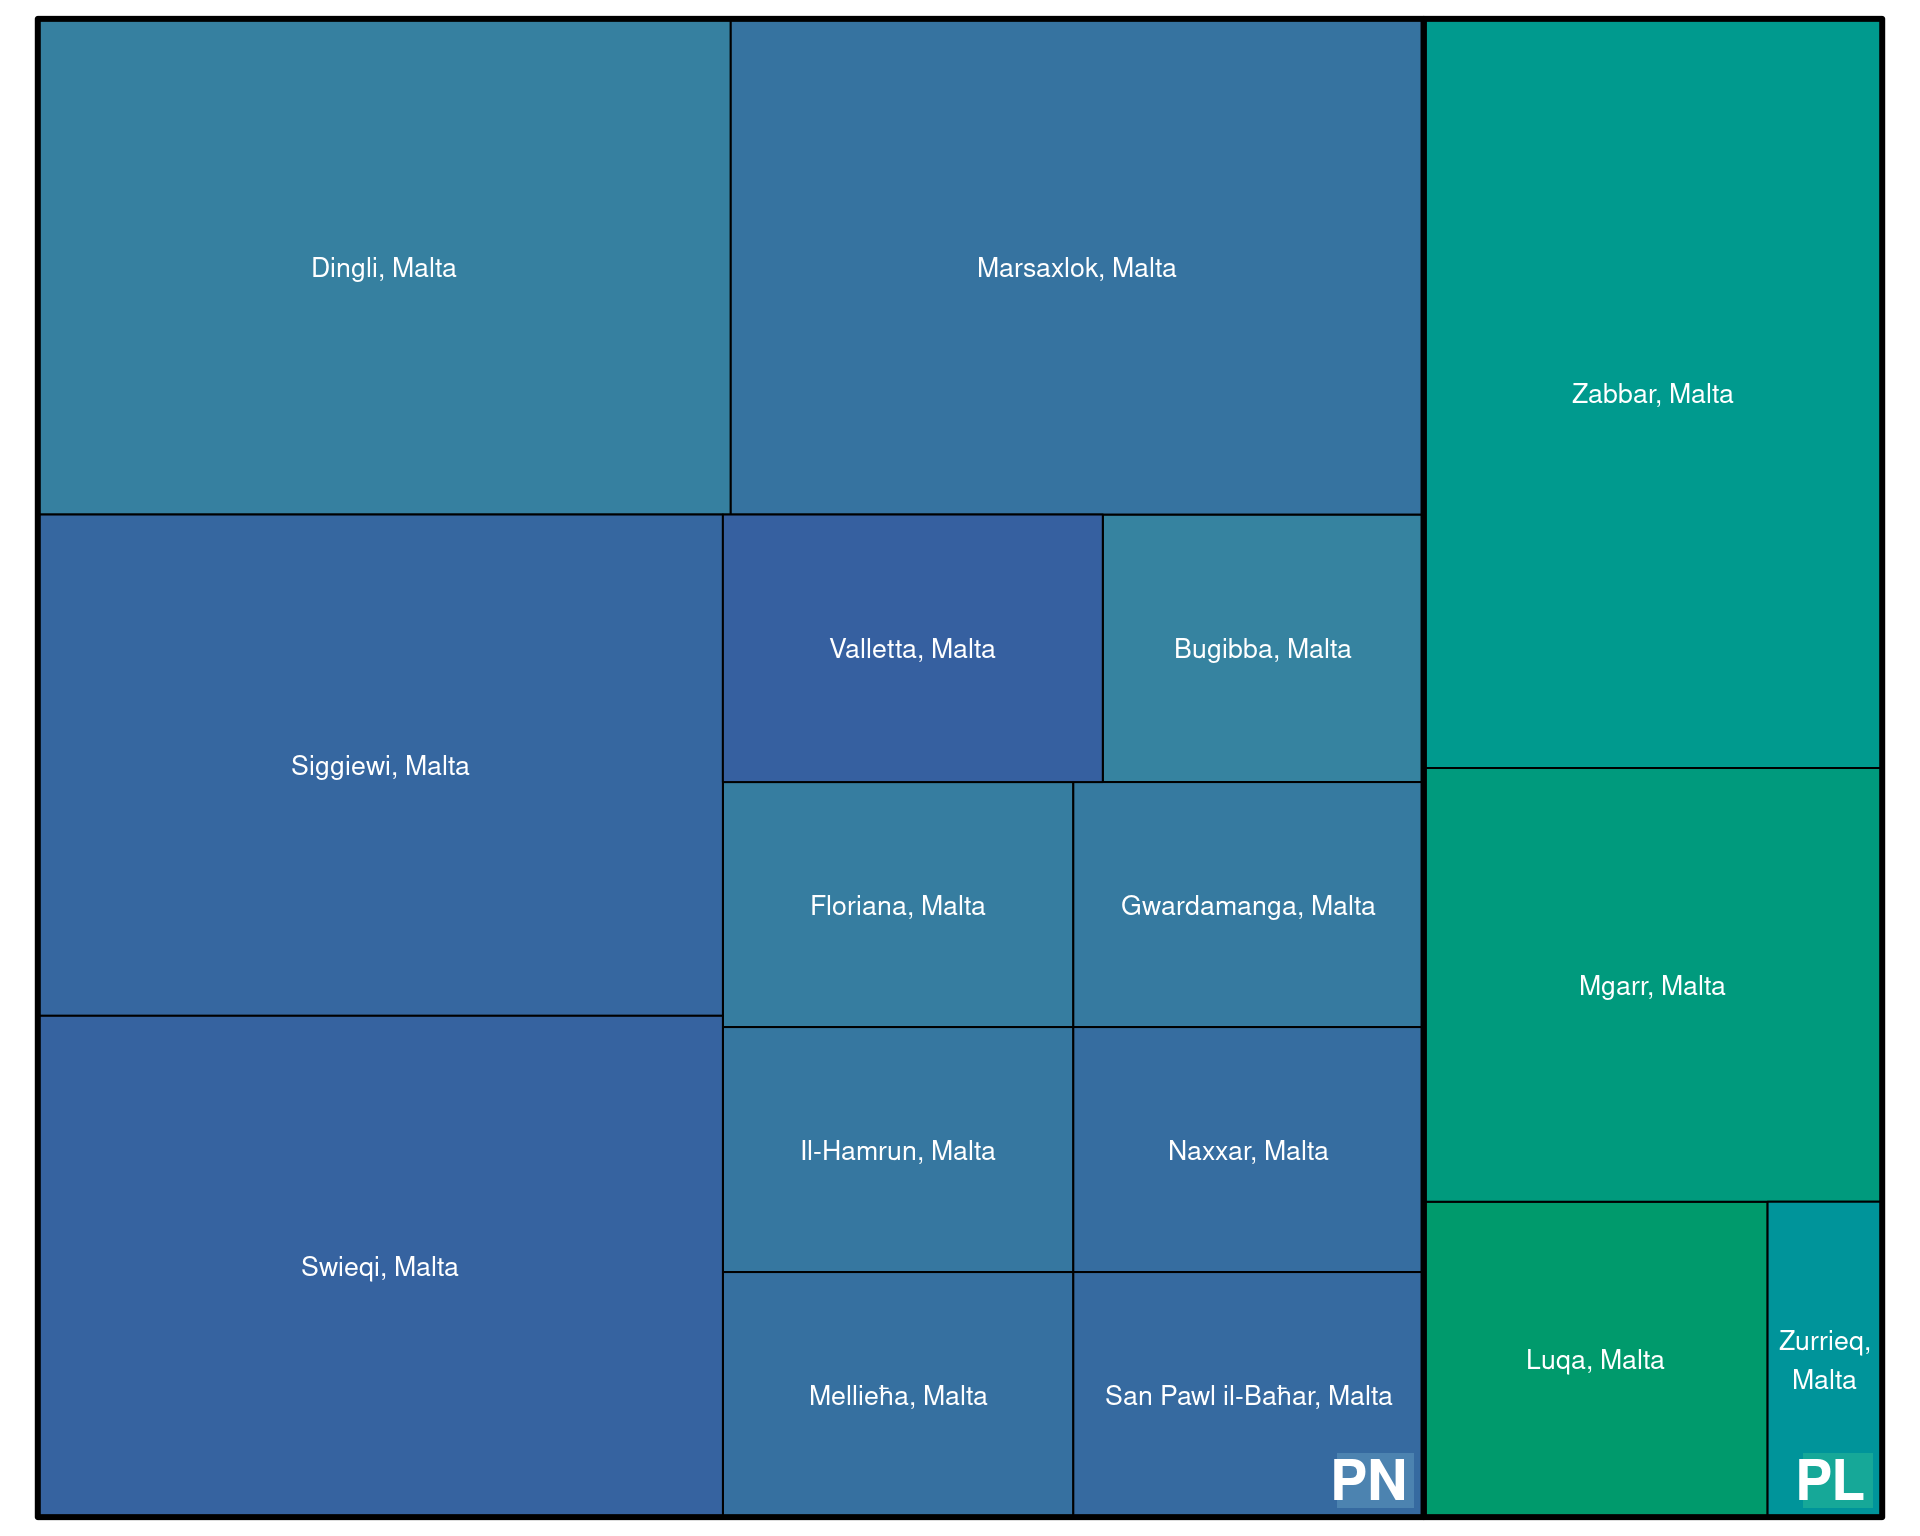 Dingli, Malta
Marsaxlok, Malta
Zabbar, Malta
Siggiewi, Malta
Valletta, Malta
Bugibba, Malta
Floriana, Malta
Gwardamanga, Malta
Mgarr, Malta
Il-Hamrun, Malta
Naxxar, Malta
Swieqi, Malta
Mellieħa, Malta
San Pawl il-Baħar, Malta
Luqa, Malta
Zurrieq,
Malta
PN
PL